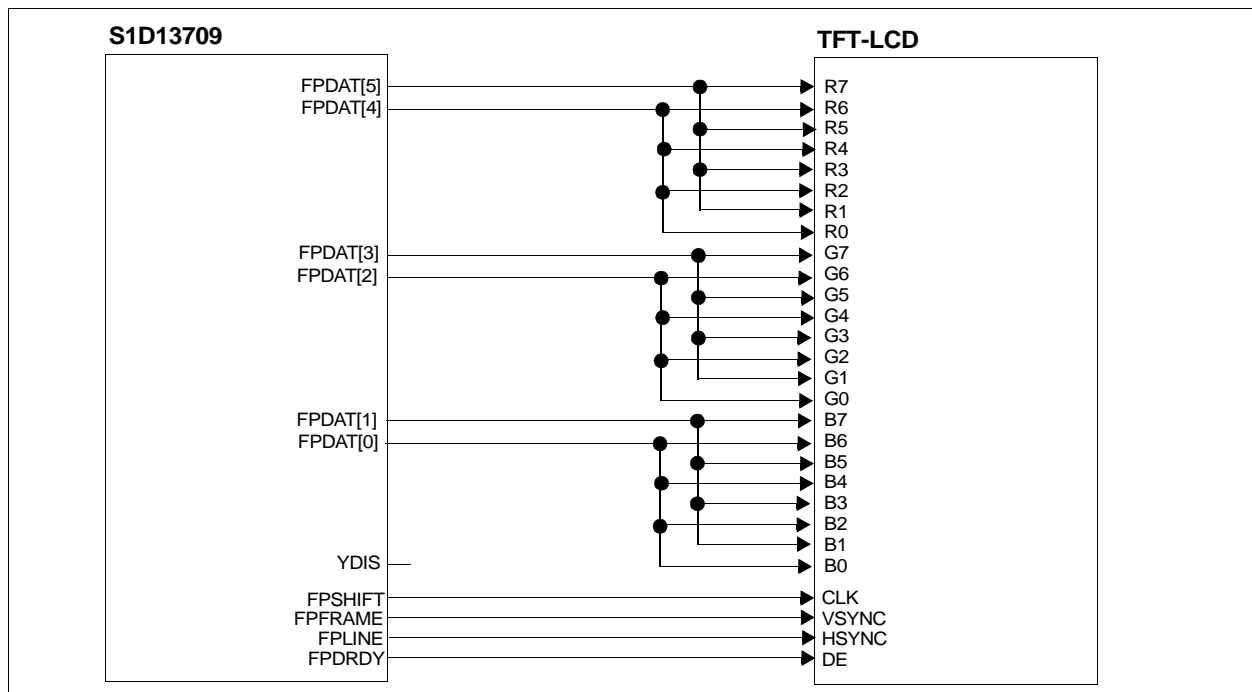 S1D13709
TFT-LCD
FPDAT[5]
FPDAT[4]
FPDAT[3]
FPDAT[2]
FPDAT[1]
FPDAT[0]
YDIS
FPSHIFT
FPFRAME
FPLINE
FPDRDY
R7
R6
R5
R4
R3
R2
R1
R0
G7
G6
G5
G4
G3
G2
G1
G0
B7
B6
B5
B4
B3
B2
B1
B0
CLK
VSYNC
HSYNC
DE